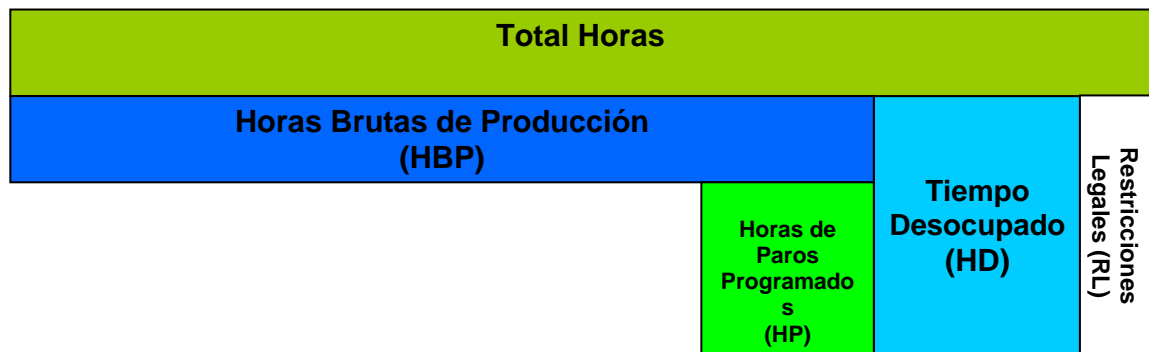 Total Horas
Horas Brutas de Producción
(HBP)
Horas de
Paros
Programado
s
(HP)
Tiempo
Desocupado
(HD)
Restricciones
Legales (RL)